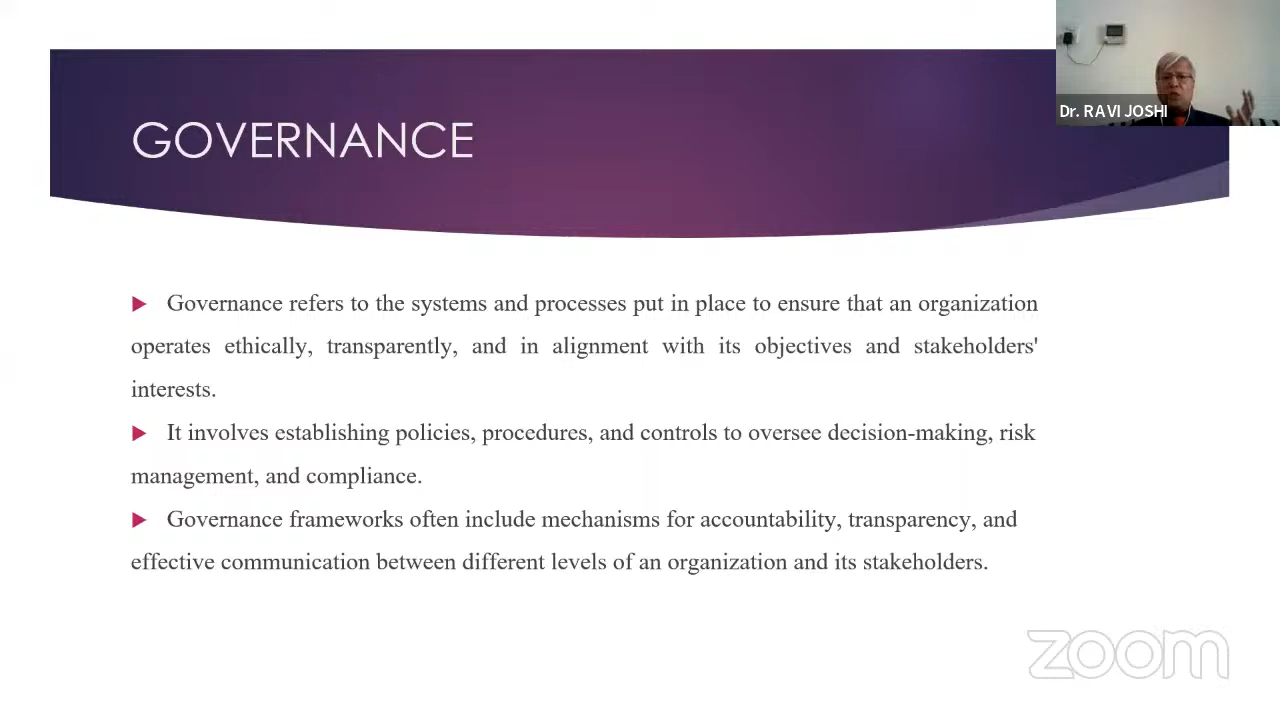 Dr. RAVI JOSHI
GOVERNANCE
Governance refers to the systems and processes put in place to ensure that an organization
operates ethically, transparently, and in alignment with its objectives and stakeholders'
interests.
It involves establishing policies, procedures, and controls to oversee decision-making, risk
management, and compliance.
Governance frameworks often include mechanisms for accountability, transparency, and
effective communication between different levels of an organization and its stakeholders.
zoom